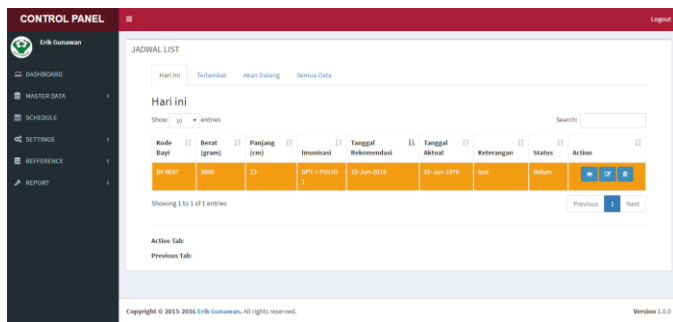 CONTROL PANEL
Logout
Erik Gunawan
DASHBOARD
MASTER DATA
SCHEDULE
SETTINGS
REFFERENCE
REPORT
JADWAL LIST
Hari Ini Terlambat Akan Datang Semua Data
Hari ini
Show 10 entries Search:
Kode Bayi Berat (gram) Panjang (cm) Imunisasi Tanggal Rekomendasi Tanggal Aktual Keterangan Status Action
BY-0037 5000 23 DPT + POLIO 1 10-Jun-2016 01-Jan-1970 test Belum
Showing 1 to 1 of 1 entries
Previous 1 Next
Active Tab:
Previous Tab:
Copyright © 2015-2016 Erik Gunawan. All rights reserved. Version 1.0.0